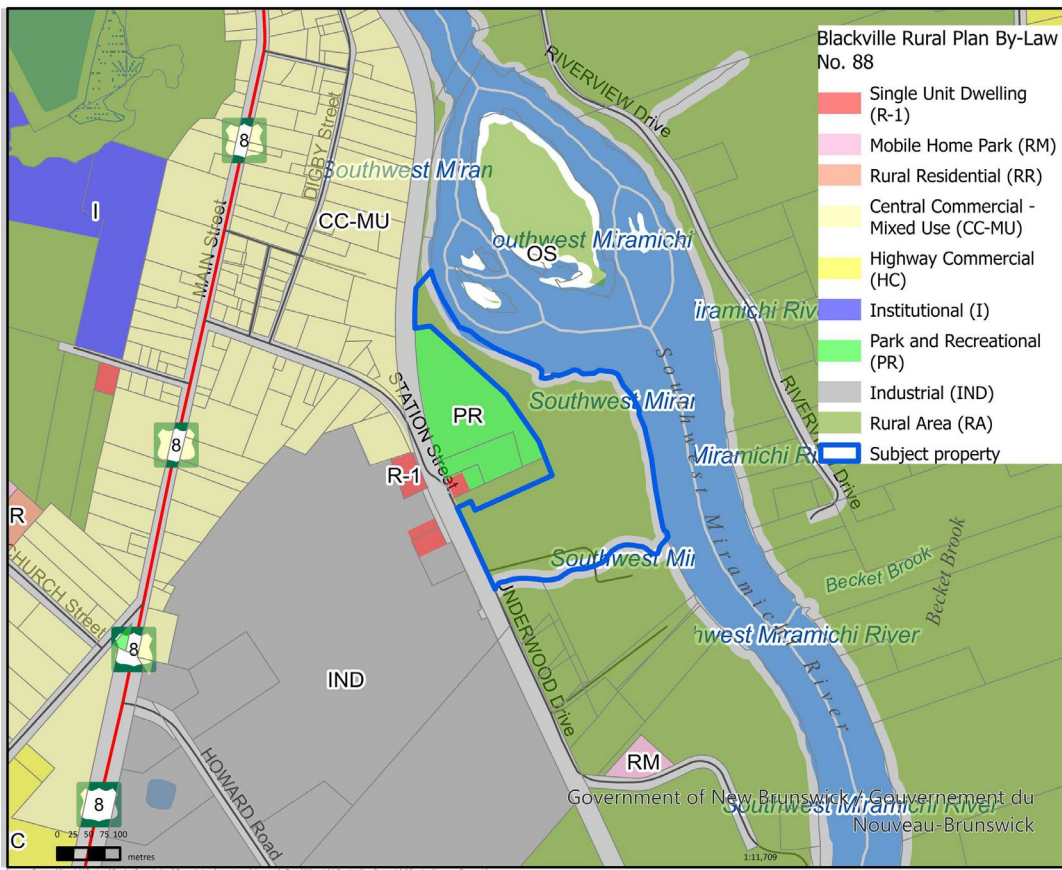 Blackville Rural Plan By-Law
No. 88
Single Unit Dwelling
(R-1)
Mobile Home Park (RM)
Rural Residential (RR)
Central Commercial -
Mixed Use (CC-MU)
Highway Commercial
(HC)
Institutional (I)
Park and Recreational
(PR)
Industrial (IND)
Rural Area (RA)
Subject property
RIVERVIEW Drive
8
DIGBY Street
Southwest Miran
I
CC-MU
MAIN Street
outhwest Miramichi
OS
iramichi Riv
Southwest Miramichi River
STATION Street
PR
Southwest Mirar
RIVERV
Drive
8
Miramichi Ri
R-1
R
CHURCH Street
Southwest Mi
Becket Brook
Becket Brook
UNDERWOOD Drive
hwest Miramichi River
8
IND
HOWARD Road
RM
Government of New Brunswick / Gouvernement du
Nouveau-Brunswick
Southwest Miramichi River
8
C
0 25 50 75 100
metres
1:11,709